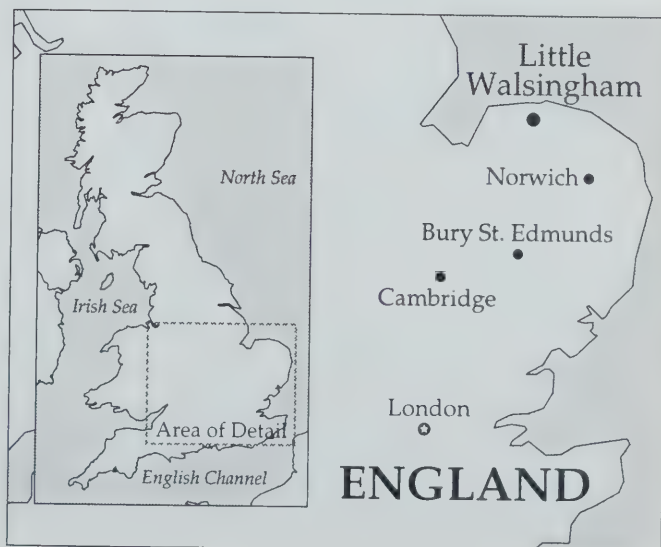 Little
Walsingham
North Sea
Norwich
Bury St. Edmunds
Cambridge
Irish Sea
London
Area of Detail
English Channel
ENGLAND